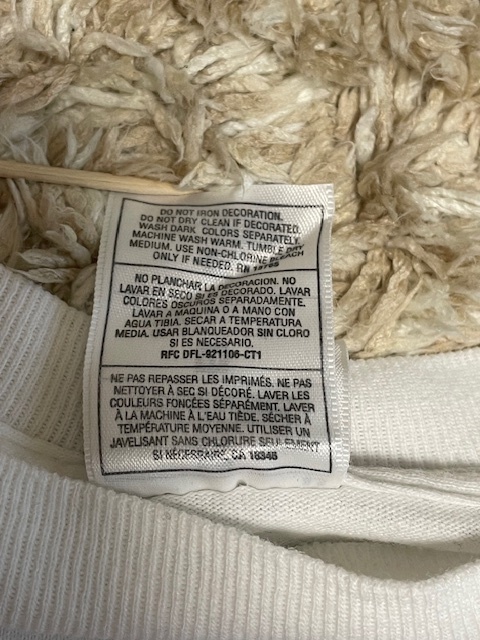 DO NOT IRON DECORATION.
DO NOT DRY CLEAN IF DECORATED.
WASH DARK COLORS SEPARATELY.
MACHINE WASH WARM. TUMBLE DRY
MEDIUM. USE NON-CHLORINE BLEACH
ONLY IF NEEDED. RN
NO PLANCHAR LA DECORACION. NO
LAVAR EN SECO SI ES DECORADO. LAVAR
COLORES OSCUROS SEPARADAMENTE.
LAVAR A MAQUINA O A MANO CON
AGUA TIBIA. SECAR A TEMPERATURA
MEDIA. USAR BLANQUEADOR SIN CLORO
SI ES NECESARIO.
RFC DFL-921106-CT1
NE PAS REPASSER LES IMPRIMÉS. NE PAS
NETTOYER À SEC SI DÉCORÉ. LAVER LES
COULEURS FONCÉES SÉPARÉMENT. LAVER
À LA MACHINE À L'EAU TIÈDE. SÉCHER À
TEMPÉRATURE MOYENNE. UTILISER UN
JAVELISANT SANS CHLORURE SEULEMENT
SI NÉCESSAIRE. CA